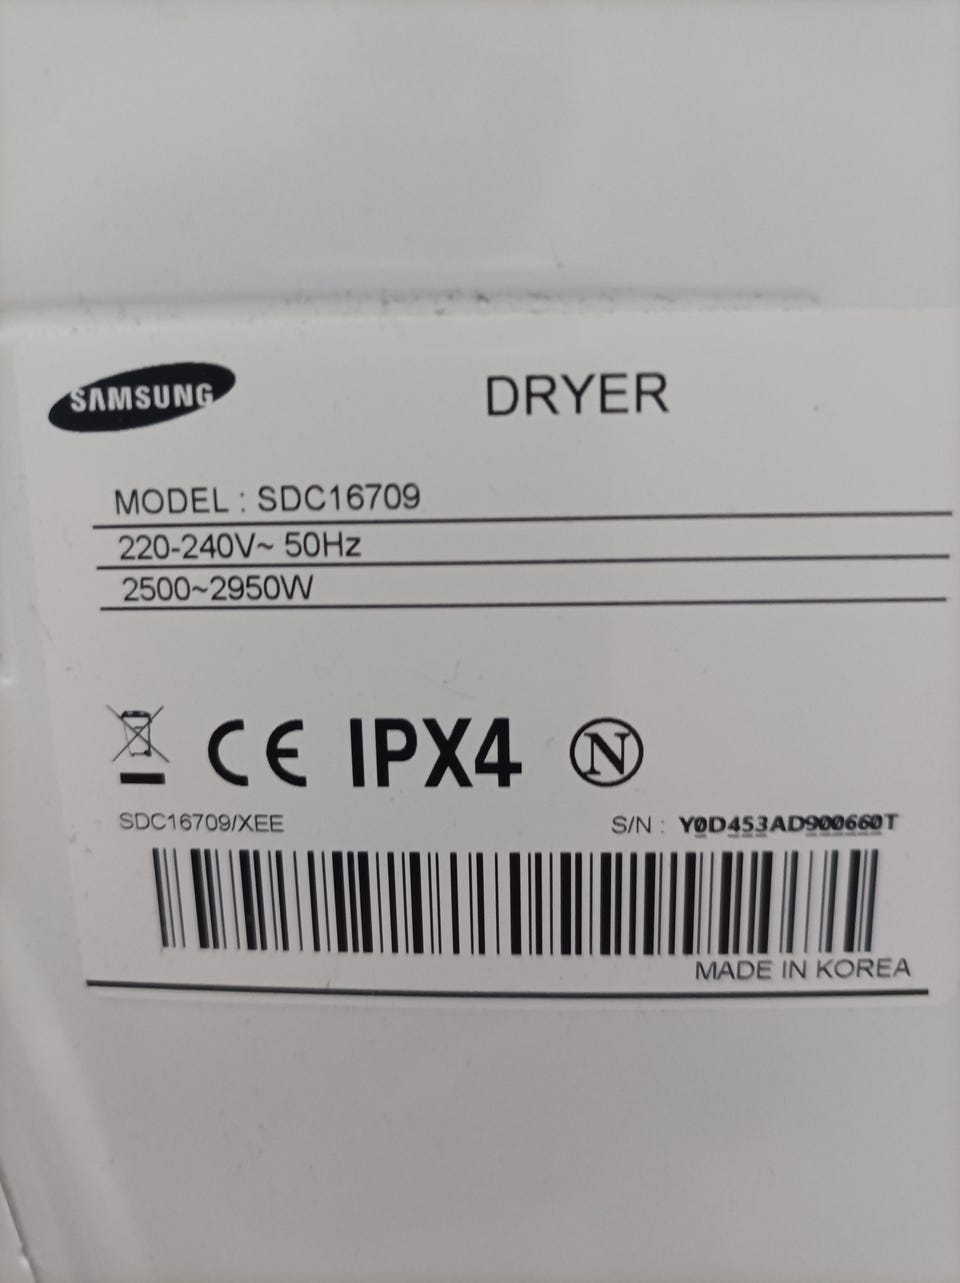 SAMSUNG
DRYER
MODEL : SDC16709
220-240V~ 50Hz
2500~2950W
CE IPX4 N
SDC16709/XEE
S/N : Y0D453AD900660T
MADE IN KOREA